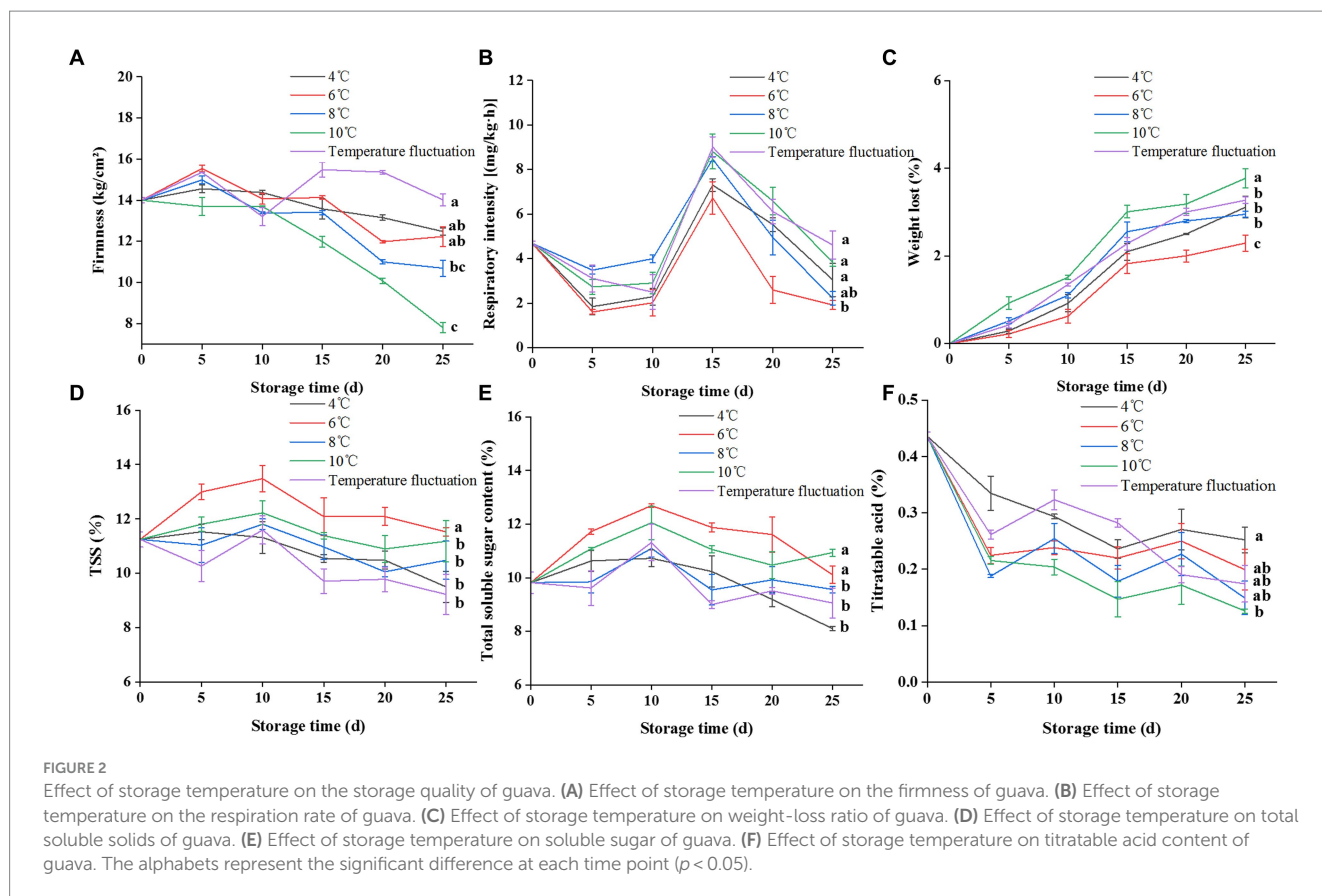 A
4℃
6℃
8℃
10℃
Temperature fluctuation
20
18
16
14
12
10
8
Firmness (kg/cm²)
a
ab
ab
bc
c
0 5 10 15 20 25
Storage time (d)
B
4℃
6℃
8℃
10℃
Temperature fluctuation
12
10
8
6
4
2
0
Respiratory intensity [(mg/kg·h)]
a
a
a
ab
b
0 5 10 15 20 25
Storage time (d)
C
4℃
6℃
8℃
10℃
Temperature fluctuation
6
4
2
0
Weight lost (%)
a
b
b
b
c
0 5 10 15 20 25
Storage time (d)
D
4℃
6℃
8℃
10℃
Temperature fluctuation
16
14
12
10
8
6
TSS (%)
a
b
b
b
b
0 5 10 15 20 25
Storage time (d)
E
4℃
6℃
8℃
10℃
Temperature fluctuation
16
14
12
10
8
6
Total soluble sugar content (%)
a
a
b
b
b
0 5 10 15 20 25
Storage time (d)
F
4℃
6℃
8℃
10℃
Temperature fluctuation
0.5
0.4
0.3
0.2
0.1
0.0
Titratable acid (%)
a
ab
ab
ab
b
0 5 10 15 20 25
Storage time (d)
FIGURE 2
Effect of storage temperature on the storage quality of guava. (A) Effect of storage temperature on the firmness of guava. (B) Effect of storage
temperature on the respiration rate of guava. (C) Effect of storage temperature on weight-loss ratio of guava. (D) Effect of storage temperature on total
soluble solids of guava. (E) Effect of storage temperature on soluble sugar of guava. (F) Effect of storage temperature on titratable acid content of
guava. The alphabets represent the significant difference at each time point (p < 0.05).